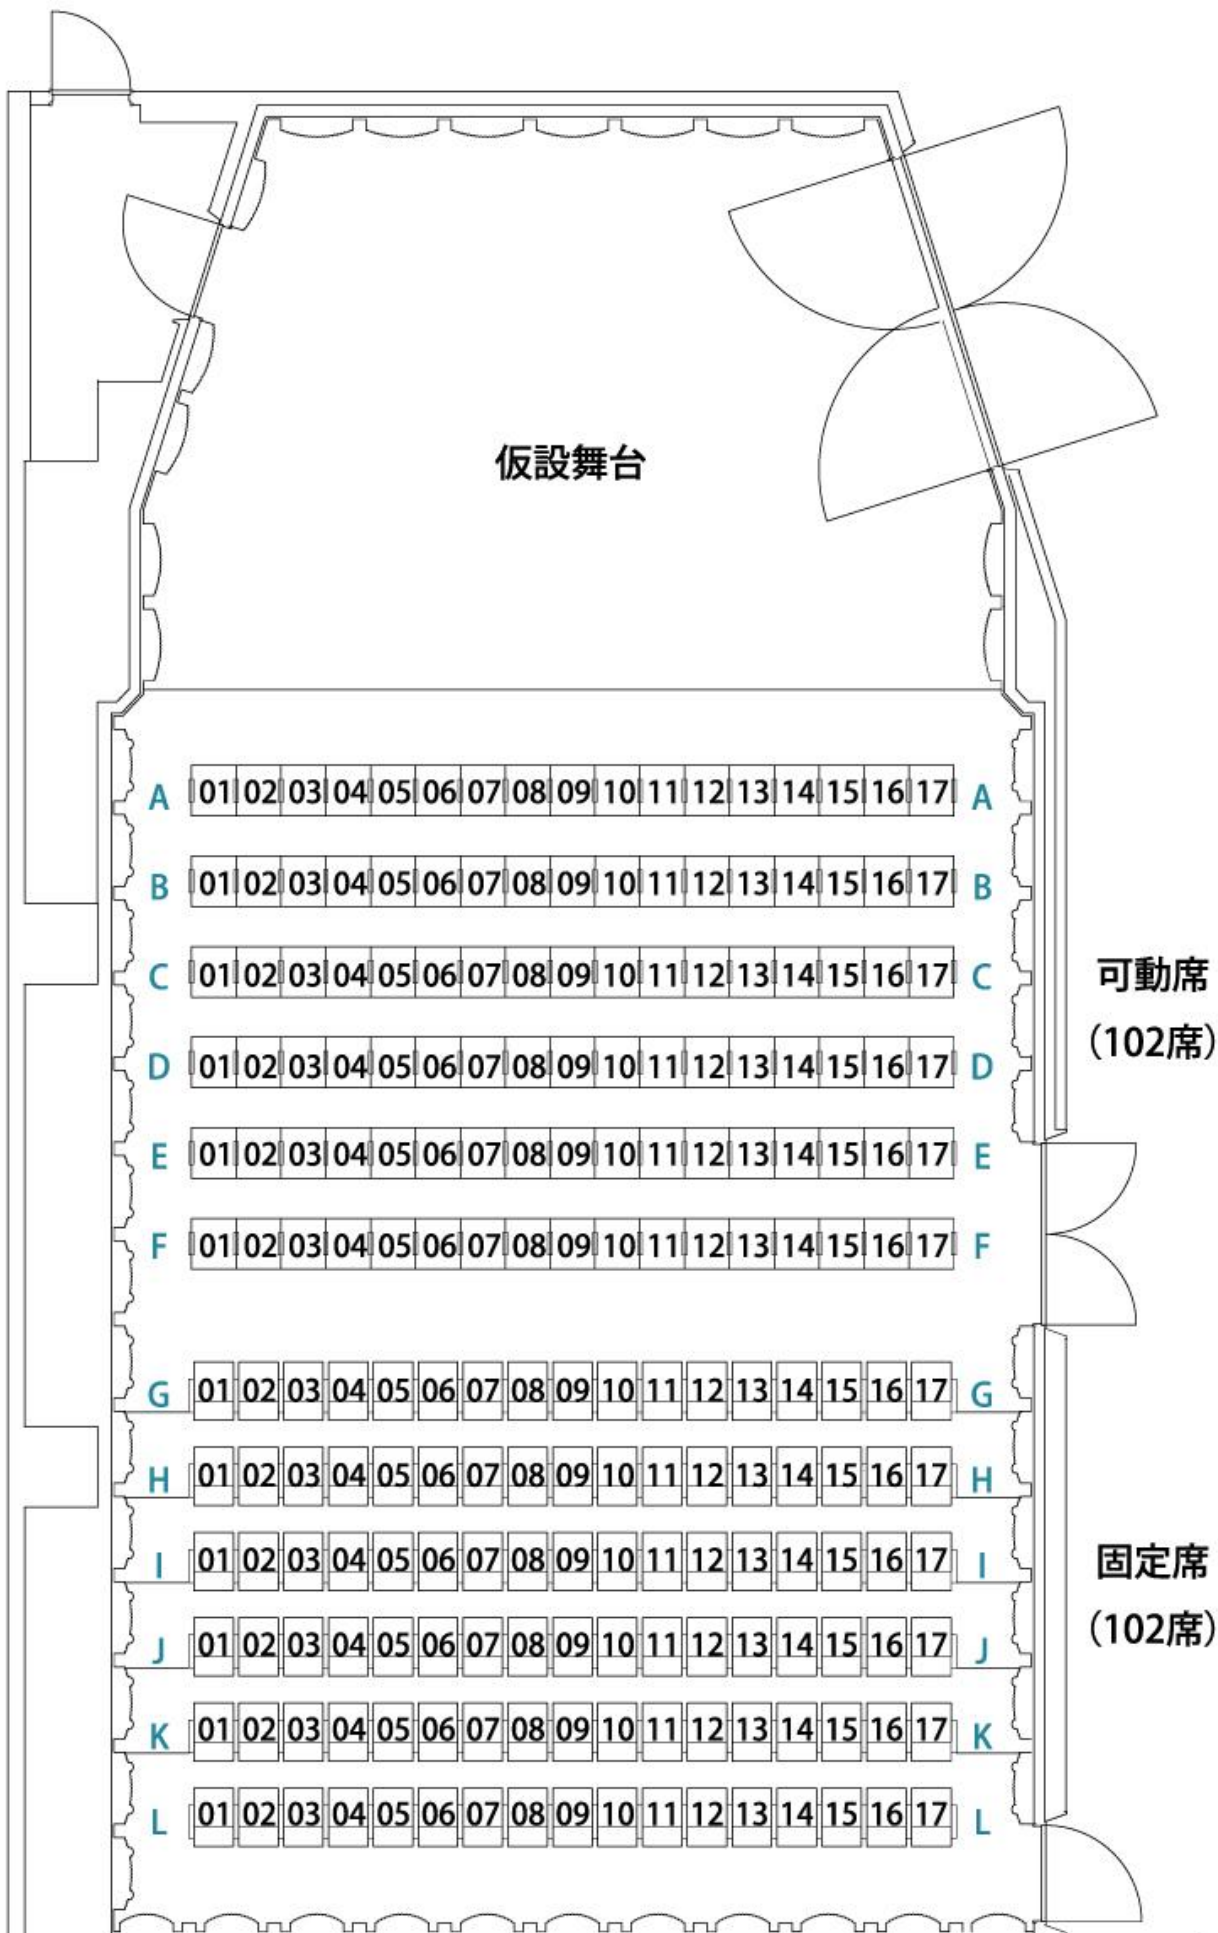 仮設舞台
A 01 02 03 04 05 06 07 08 09 10 11 12 13 14 15 16 17 A
B 01 02 03 04 05 06 07 08 09 10 11 12 13 14 15 16 17 B
C 01 02 03 04 05 06 07 08 09 10 11 12 13 14 15 16 17 C
可動席
（102席）
D 01 02 03 04 05 06 07 08 09 10 11 12 13 14 15 16 17 D
E 01 02 03 04 05 06 07 08 09 10 11 12 13 14 15 16 17 E
F 01 02 03 04 05 06 07 08 09 10 11 12 13 14 15 16 17 F
G 01 02 03 04 05 06 07 08 09 10 11 12 13 14 15 16 17 G
H 01 02 03 04 05 06 07 08 09 10 11 12 13 14 15 16 17 H
I 01 02 03 04 05 06 07 08 09 10 11 12 13 14 15 16 17 I
固定席
（102席）
J 01 02 03 04 05 06 07 08 09 10 11 12 13 14 15 16 17 J
K 01 02 03 04 05 06 07 08 09 10 11 12 13 14 15 16 17 K
L 01 02 03 04 05 06 07 08 09 10 11 12 13 14 15 16 17 L